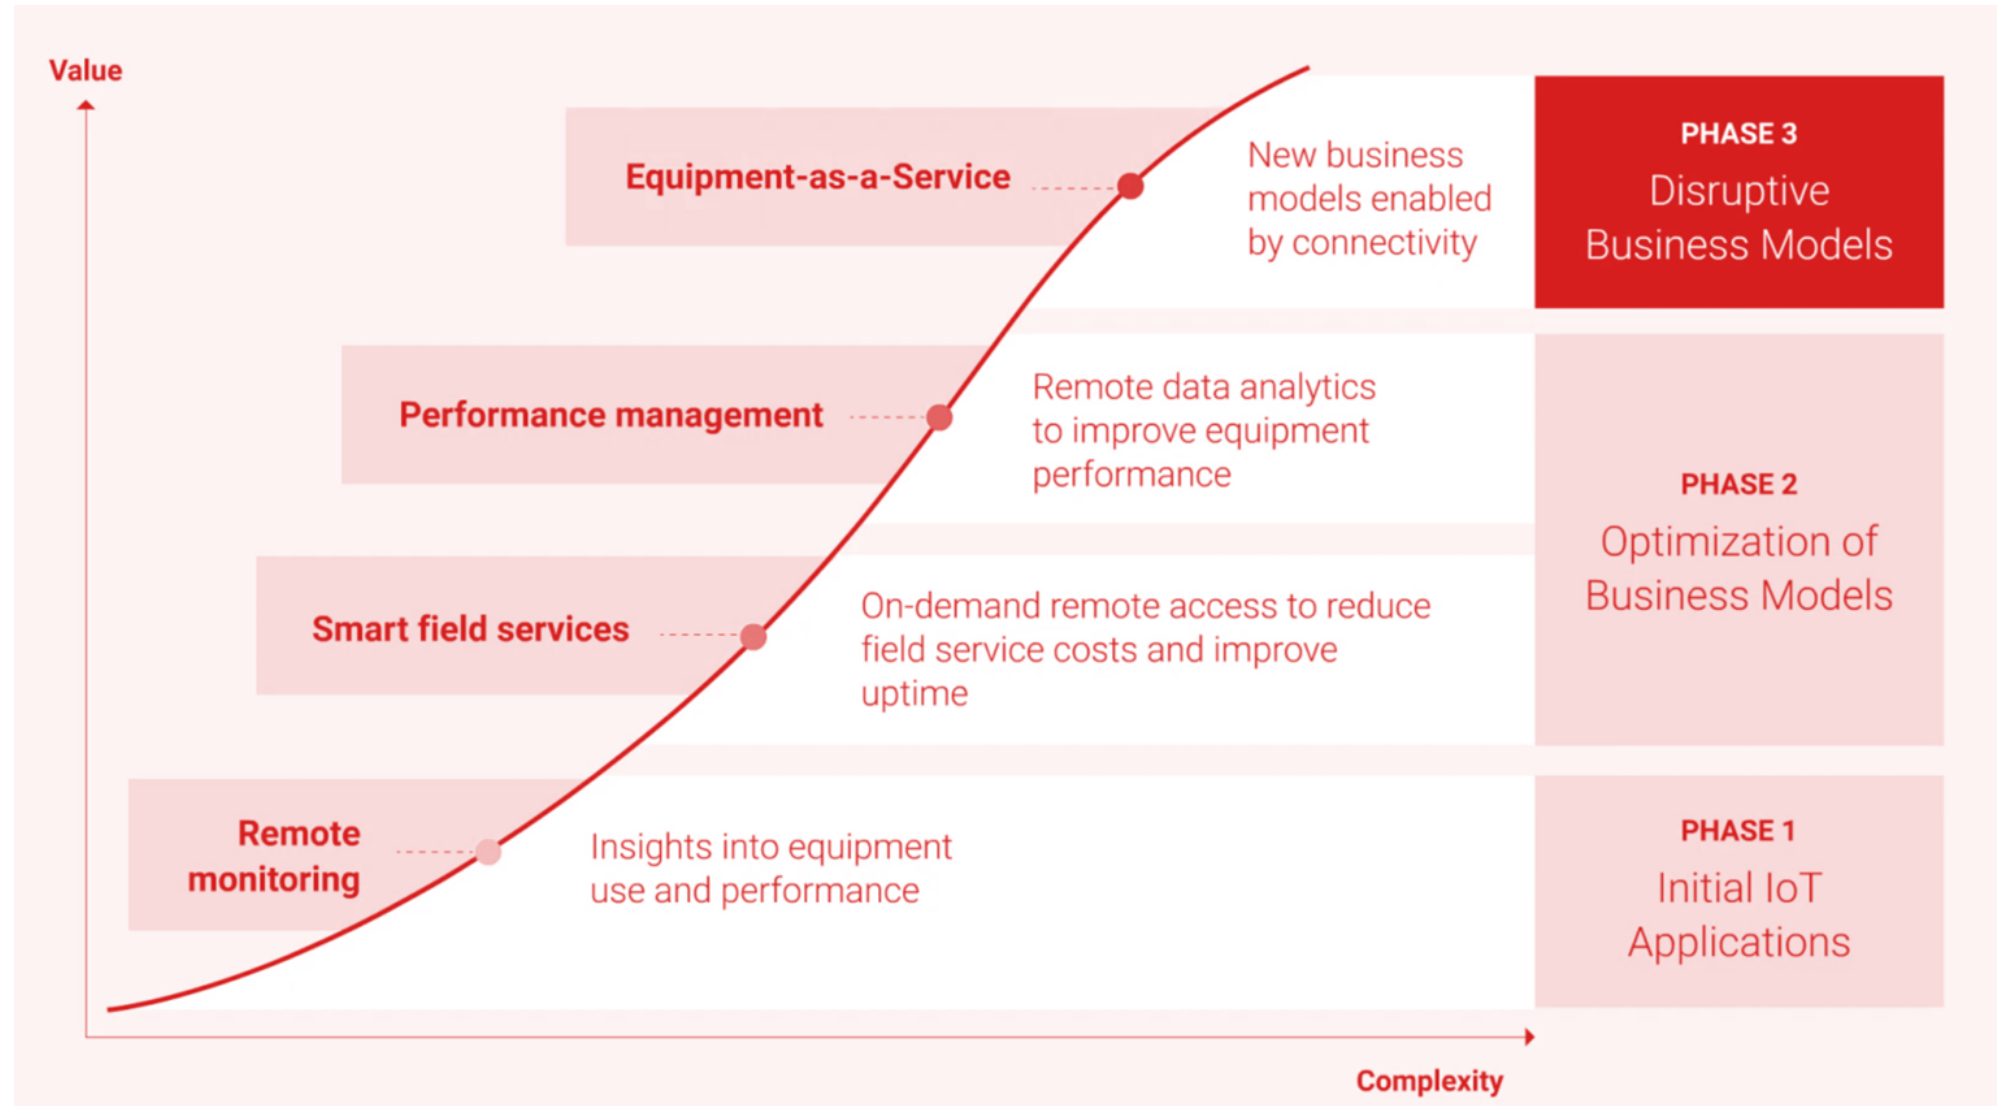 Value
Equipment-as-a-Service
New business
models enabled
by connectivity
PHASE 3
Disruptive
Business Models
Performance management
Remote data analytics
to improve equipment
performance
PHASE 2
Optimization of
Business Models
Smart field services
On-demand remote access to reduce
field service costs and improve
uptime
Remote
monitoring
Insights into equipment
use and performance
PHASE 1
Initial IoT
Applications
Complexity